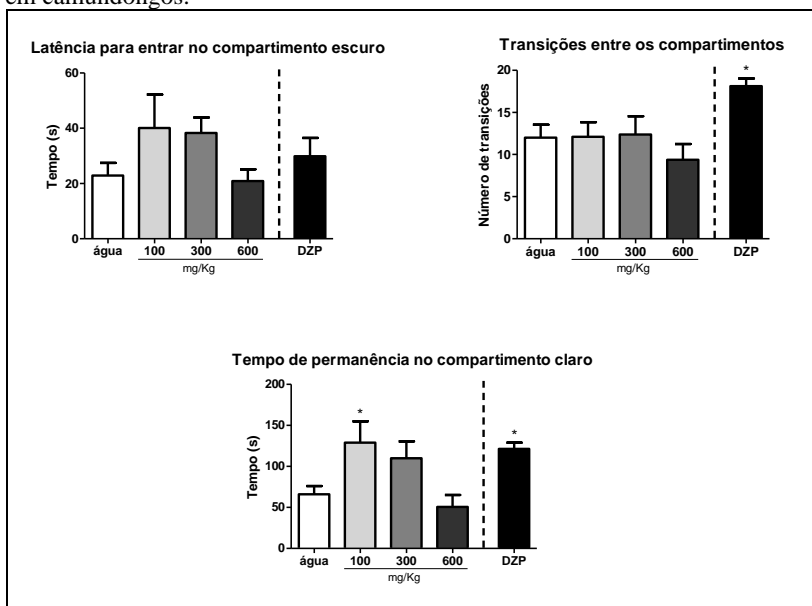 em camundongos.
Latência para entrar no compartimento escuro
60
40
20
0
Tempo (s)
água 100 300 600 DZP
mg/Kg
Transições entre os compartimentos
20
15
10
5
0
Número de transições
*
água 100 300 600 DZP
mg/Kg
Tempo de permanência no compartimento claro
200
150
100
50
0
Tempo (s)
* *
água 100 300 600 DZP
mg/Kg